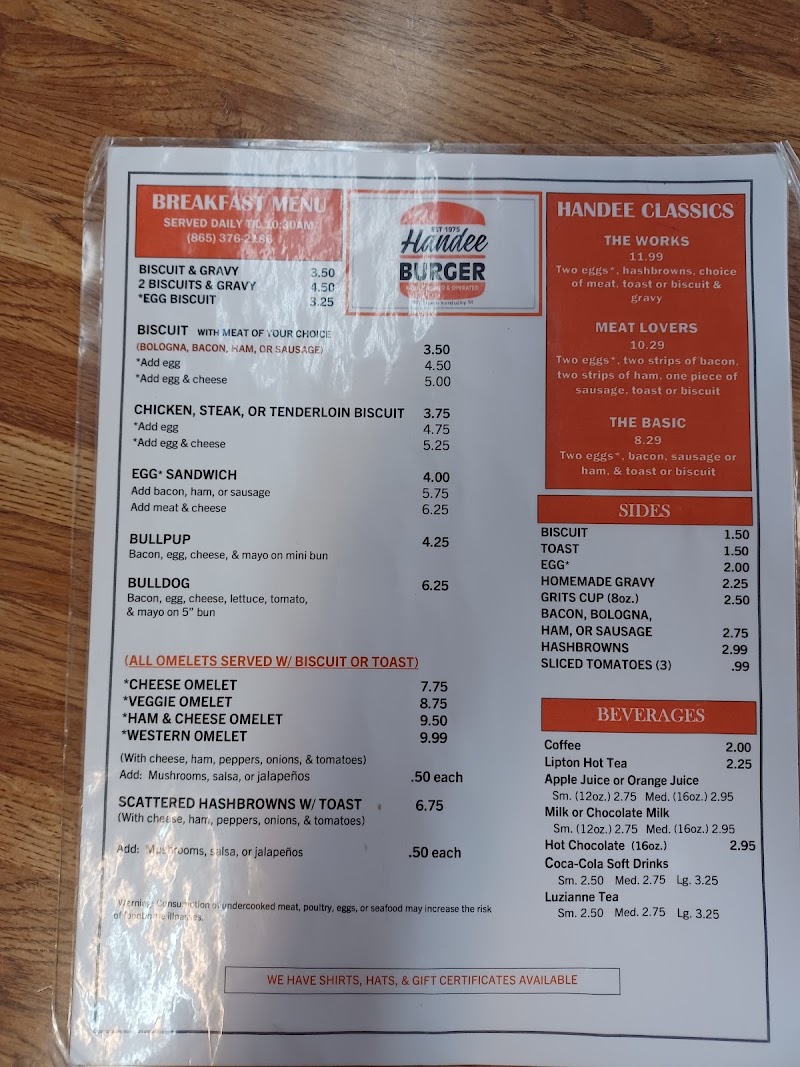 BREAKFAST MENU
SERVED DAILY TIL 10:30AM
(865) 376-2186
EST 1975
Handee
BURGER
& OPERATED
HANDEE CLASSICS
THE WORKS
11.99
Two eggs*, hashbrowns, choice
of meat, toast or biscuit &
gravy
MEAT LOVERS
10.29
Two eggs*, two strips of bacon,
two strips of ham, one piece of
sausage, toast or biscuit
THE BASIC
8.29
Two eggs*, bacon, sausage or
ham, & toast or biscuit
BISCUIT & GRAVY 3.50
2 BISCUITS & GRAVY 4.50
*EGG BISCUIT 3.25
BISCUIT WITH MEAT OF YOUR CHOICE
(BOLOGNA, BACON, HAM, OR SAUSAGE) 3.50
*Add egg 4.50
*Add egg & cheese 5.00
CHICKEN, STEAK, OR TENDERLOIN BISCUIT 3.75
*Add egg 4.75
*Add egg & cheese 5.25
EGG* SANDWICH 4.00
Add bacon, ham, or sausage 5.75
Add meat & cheese 6.25
BULLPUP 4.25
Bacon, egg, cheese, & mayo on mini bun
BULLDOG 6.25
Bacon, egg, cheese, lettuce, tomato,
& mayo on 5" bun
(ALL OMELETS SERVED W/ BISCUIT OR TOAST)
*CHEESE OMELET 7.75
*VEGGIE OMELET 8.75
*HAM & CHEESE OMELET 9.50
*WESTERN OMELET 9.99
(With cheese, ham, peppers, onions, & tomatoes)
Add: Mushrooms, salsa, or jalapeños .50 each
SCATTERED HASHBROWNS W/ TOAST 6.75
(With cheese, ham, peppers, onions, & tomatoes)
Add: Mushrooms, salsa, or jalapeños .50 each
Warning: Consumption of undercooked meat, poultry, eggs, or seafood may increase the risk
of foodborne illnesses.
SIDES
BISCUIT 1.50
TOAST 1.50
EGG* 2.00
HOMEMADE GRAVY 2.25
GRITS CUP (8oz.) 2.50
BACON, BOLOGNA,
HAM, OR SAUSAGE 2.75
HASHBROWNS 2.99
SLICED TOMATOES (3) .99
BEVERAGES
Coffee 2.00
Lipton Hot Tea 2.25
Apple Juice or Orange Juice
Sm. (12oz.) 2.75 Med. (16oz.) 2.95
Milk or Chocolate Milk
Sm. (12oz.) 2.75 Med. (16oz.) 2.95
Hot Chocolate (16oz.) 2.95
Coca-Cola Soft Drinks
Sm. 2.50 Med. 2.75 Lg. 3.25
Luzianne Tea
Sm. 2.50 Med. 2.75 Lg. 3.25
WE HAVE SHIRTS, HATS, & GIFT CERTIFICATES AVAILABLE